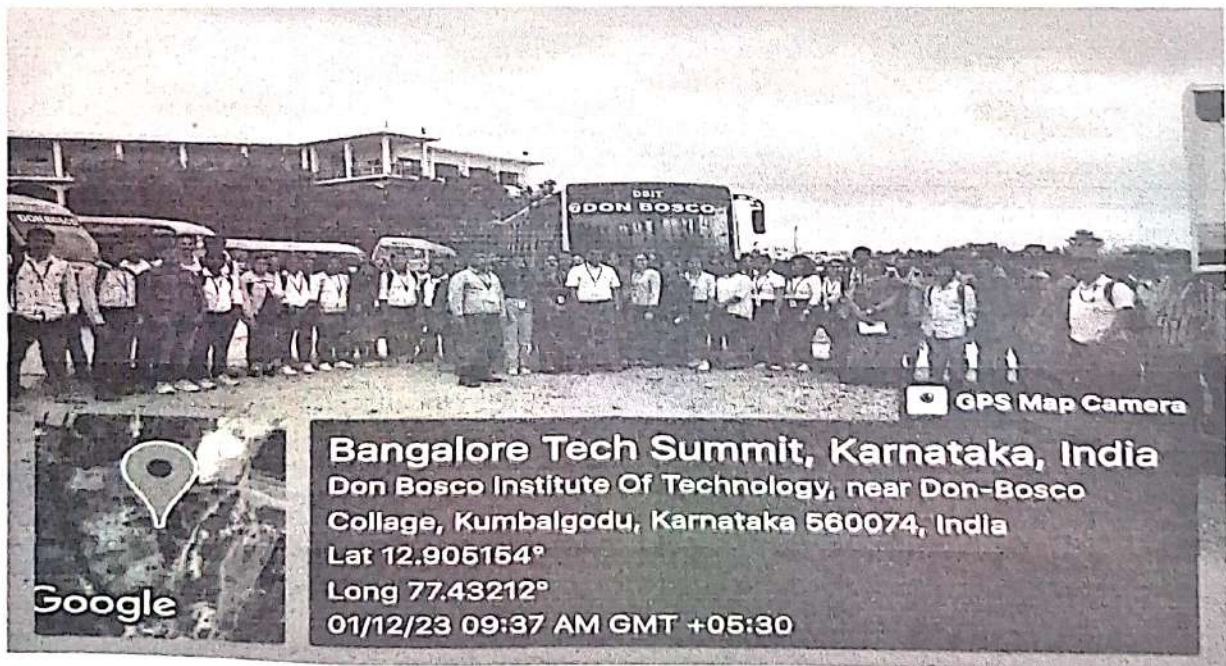 DON BOSCO
DBIT
@DON BOSCO
GPS Map Camera
Bangalore Tech Summit, Karnataka, India
Don Bosco Institute Of Technology, near Don-Bosco
Collage, Kumbalgodu, Karnataka 560074, India
Lat 12.905154°
Long 77.43212°
01/12/23 09:37 AM GMT +05:30
Google